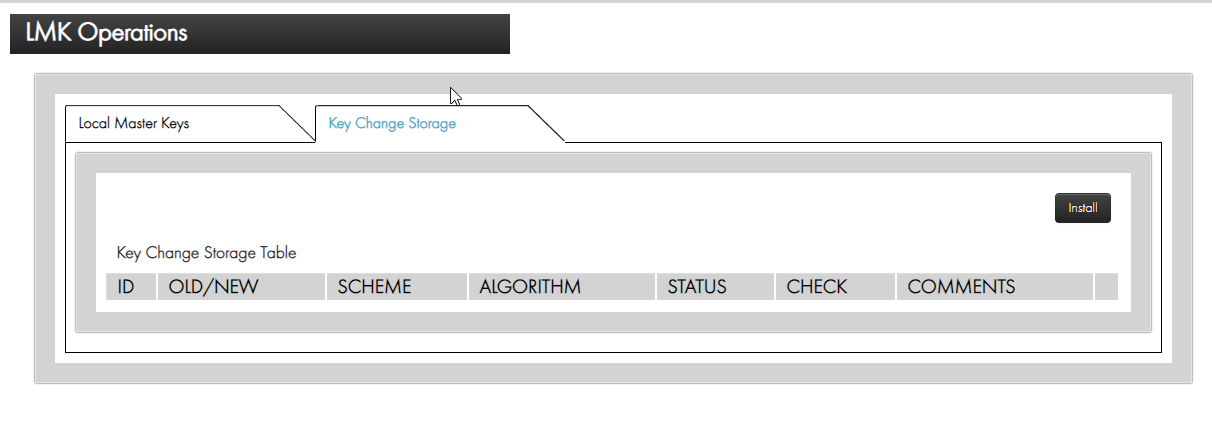 LMK Operations
Local Master Keys
Key Change Storage
Install
Key Change Storage Table
ID OLD/NEW SCHEME ALGORITHM STATUS CHECK COMMENTS